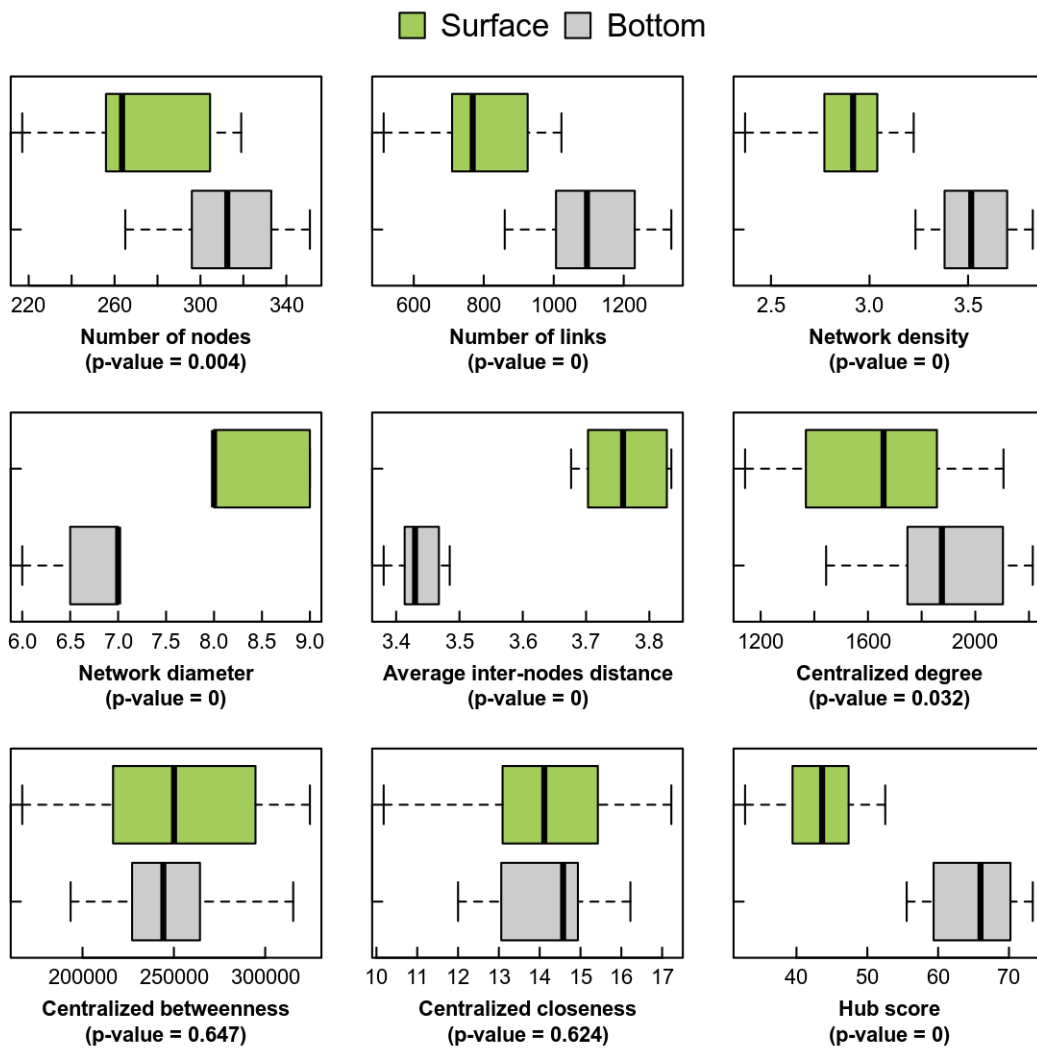 Surface Bottom
220 260 300 340
Number of nodes
(p-value = 0.004)
600 800 1000 1200
Number of links
(p-value = 0)
2.5 3.0 3.5
Network density
(p-value = 0)
6.0 6.5 7.0 7.5 8.0 8.5 9.0
Network diameter
(p-value = 0)
3.4 3.5 3.6 3.7 3.8
Average inter-nodes distance
(p-value = 0)
1200 1600 2000
Centralized degree
(p-value = 0.032)
200000 250000 300000
Centralized betweenness
(p-value = 0.647)
10 11 12 13 14 15 16 17
Centralized closeness
(p-value = 0.624)
40 50 60 70
Hub score
(p-value = 0)